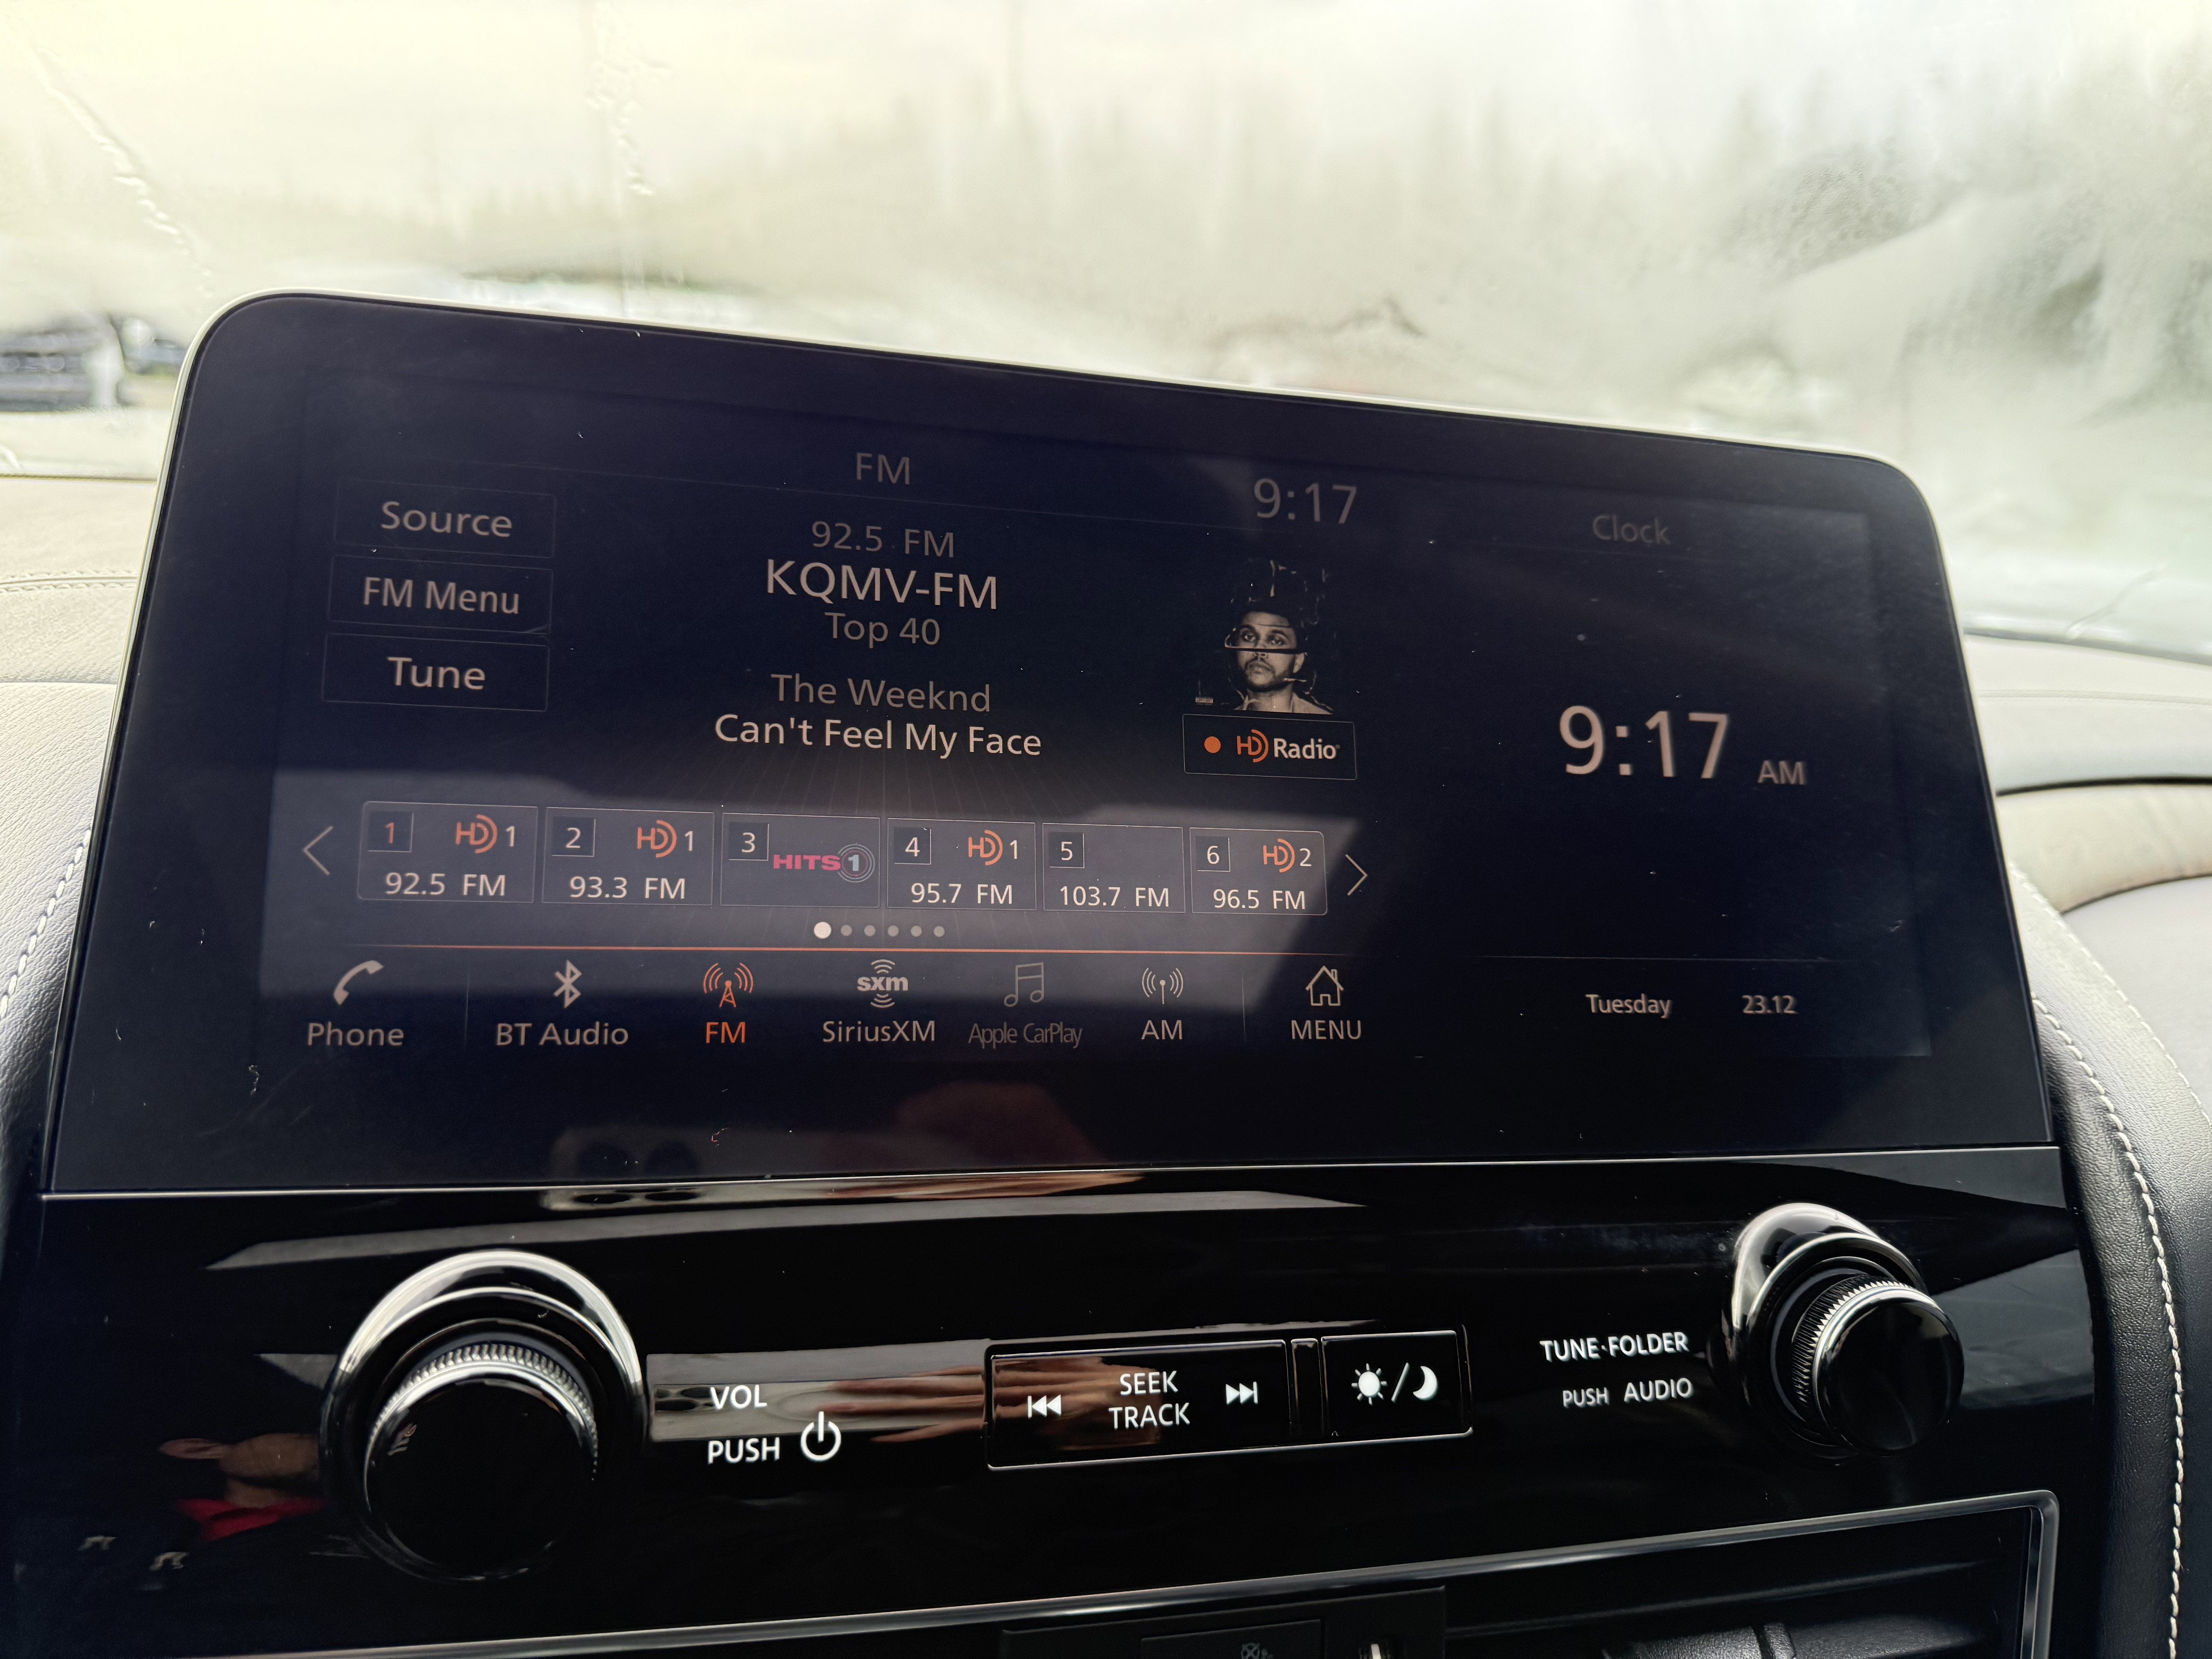 FM
9:17
Clock
Source
FM Menu
Tune
92.5 FM
KQMV-FM
Top 40
The Weeknd
Can't Feel My Face
HD Radio
9:17 AM
1 HD 1
92.5 FM
2 HD 1
93.3 FM
3 HITS 1
4 HD 1
95.7 FM
5
103.7 FM
6 HD 2
96.5 FM
Phone
BT Audio
FM
sxm
SiriusXM
Apple CarPlay
AM
MENU
Tuesday 23.12
VOL
PUSH
SEEK
TRACK
TUNE·FOLDER
PUSH AUDIO